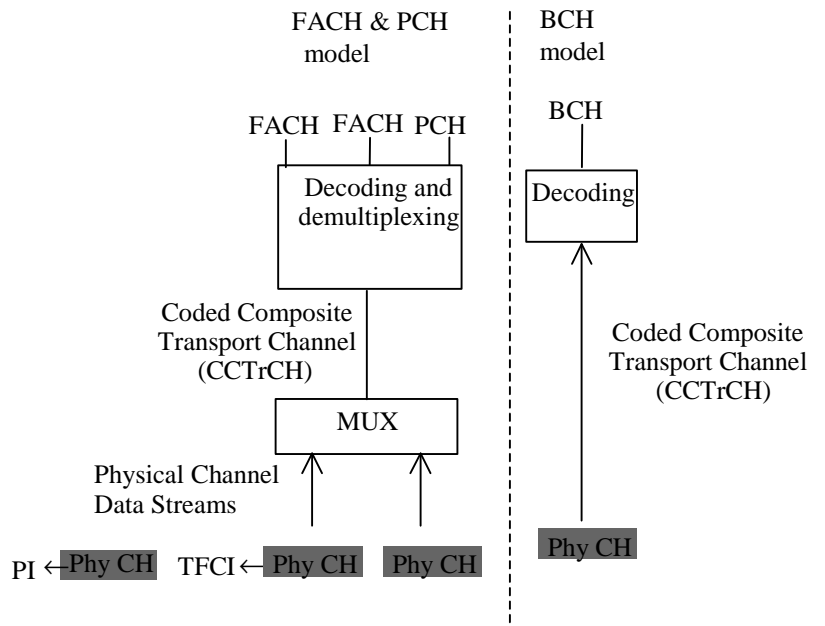 FACH & PCH
model
BCH
model
FACH FACH PCH
BCH
Decoding and
demultiplexing
Decoding
Coded Composite
Transport Channel
(CCTrCH)
Coded Composite
Transport Channel
(CCTrCH)
MUX
Physical Channel
Data Streams
PI Phy CH TFCI Phy CH Phy CH
Phy CH